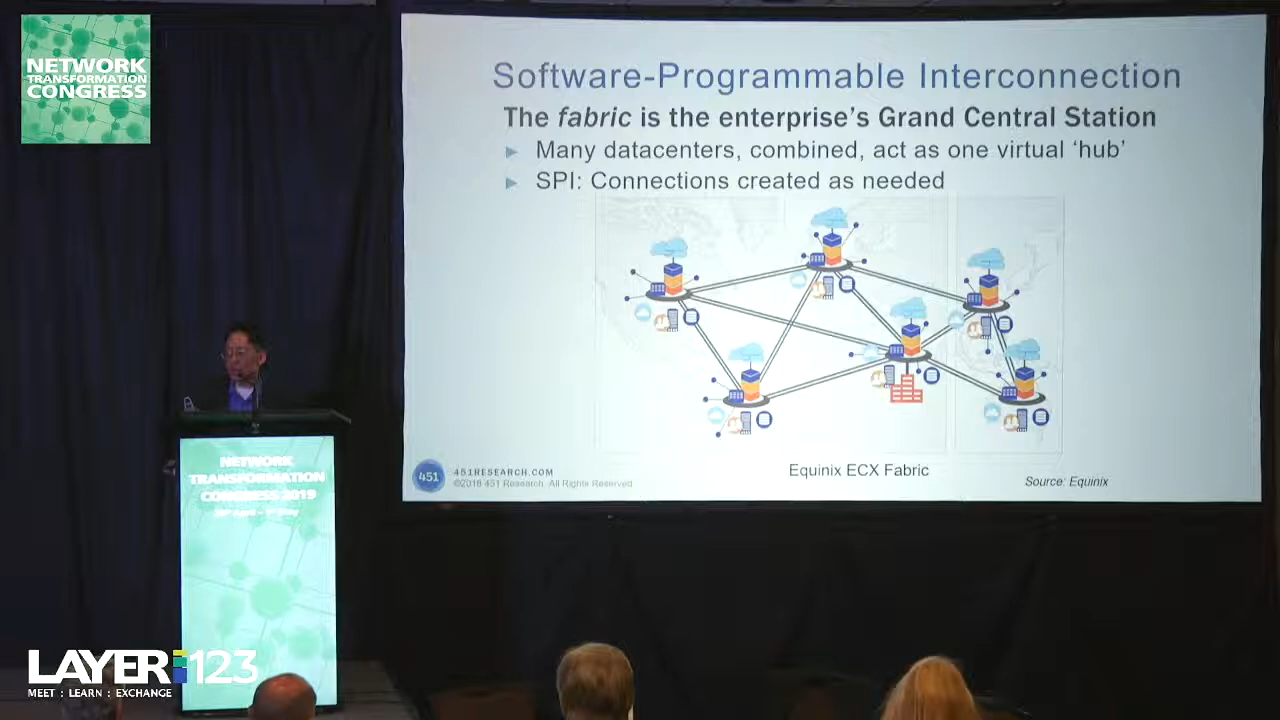 NETWORK
TRANSFORMATION
CONGRESS
Software-Programmable Interconnection
The fabric is the enterprise's Grand Central Station
Many datacenters, combined, act as one virtual 'hub'
SPI: Connections created as needed
Equinix ECX Fabric
Source: Equinix
451
451RESEARCH.COM
©2018 451 Research. All Rights Reserved
NETWORK
TRANSFORMATION
CONGRESS 2019
LAYER 123
MEET : LEARN : EXCHANGE